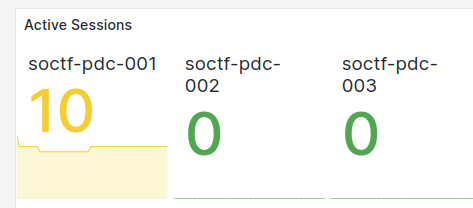 Active Sessions
soctf-pdc-001
10
soctf-pdc-
002
0
soctf-pdc-
003
0